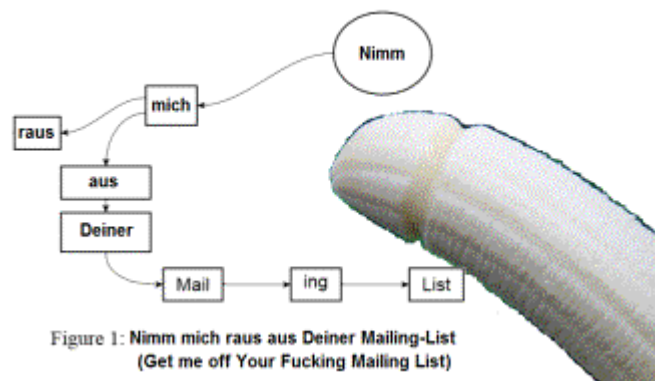 Nimm
mich
raus
aus
Deiner
Mail
ing
List
Figure 1: Nimm mich raus aus Deiner Mailing-List
(Get me off Your Fucking Mailing List)